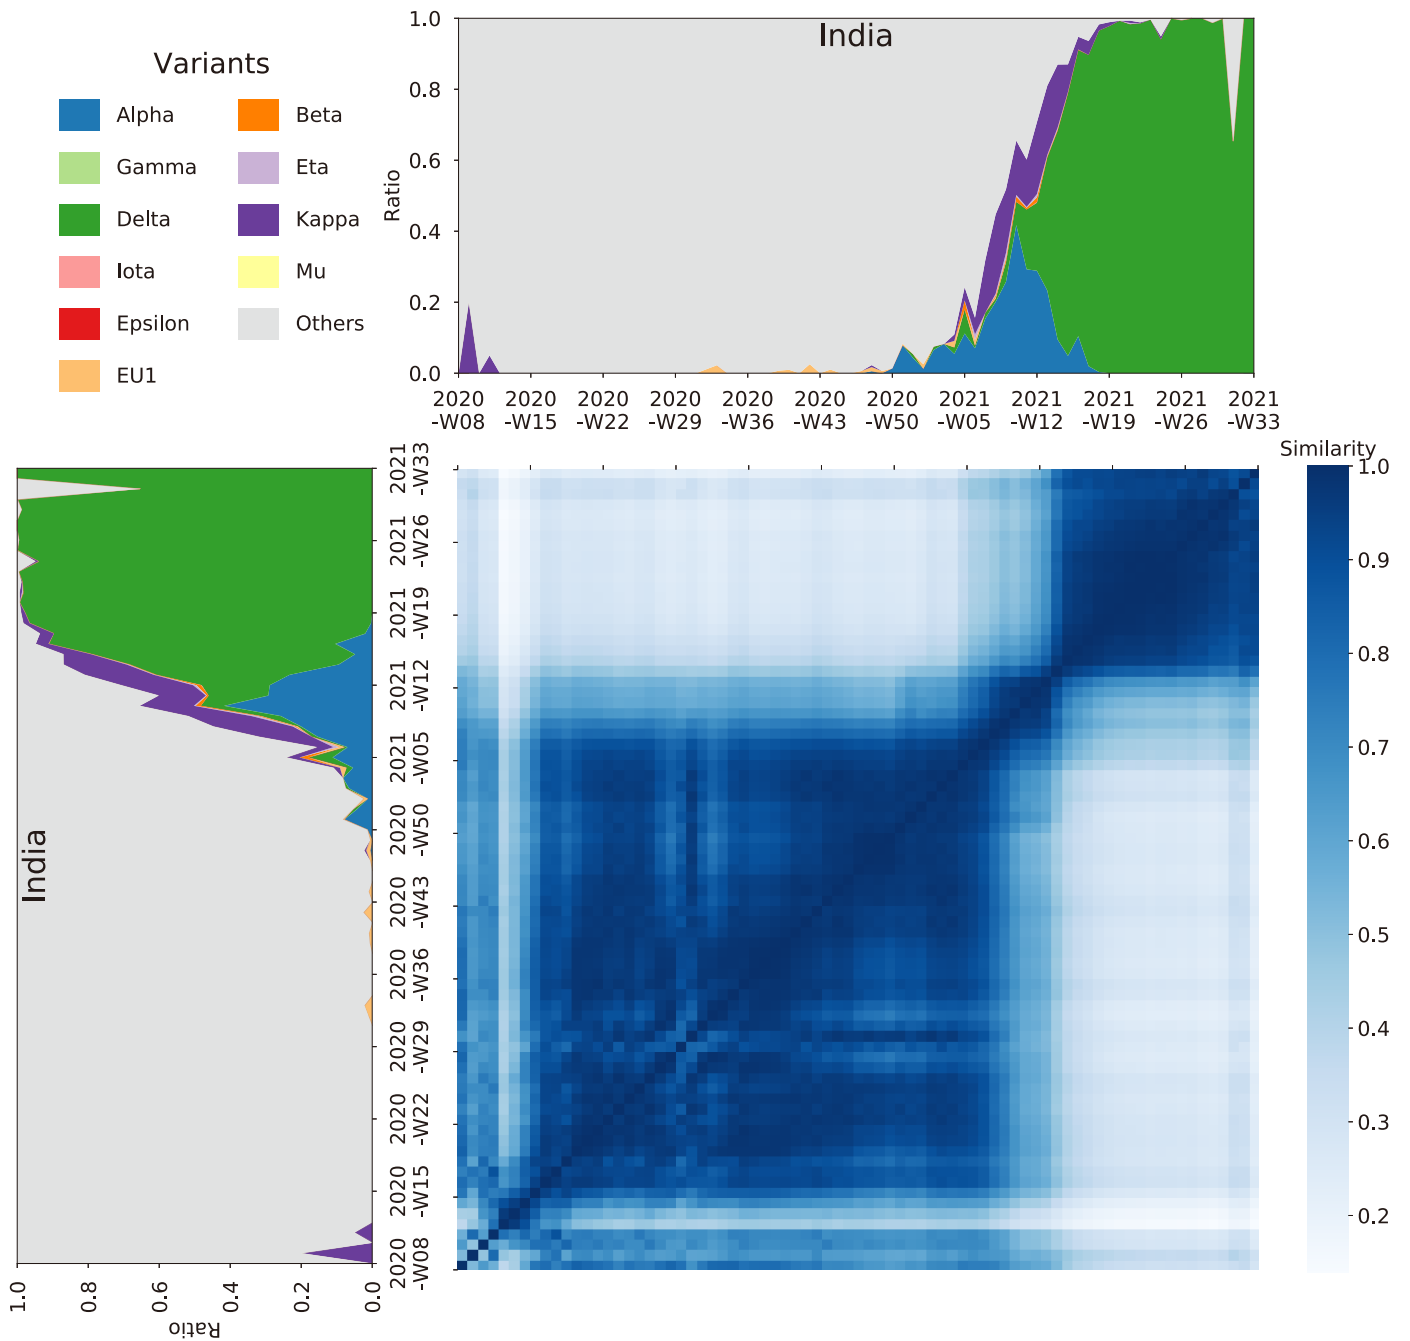 Variants
Alpha
Beta
Gamma
Eta
Delta
Kappa
Iota
Mu
Epsilon
Others
EU1
India
Ratio
1.0
0.8
0.6
0.4
0.2
0.0
2020 2020 2020 2020 2020 2020 2020 2021 2021 2021 2021 2021
-W08 -W15 -W22 -W29 -W36 -W43 -W50 -W05 -W12 -W19 -W26 -W33
India
2021 -W33
2021 -W26
2021 -W19
2021 -W12
2021 -W05
2020 -W50
2020 -W43
2020 -W36
2020 -W29
2020 -W22
2020 -W15
2020 -W08
1.0 0.8 0.6 0.4 0.2 0.0
Ratio
Similarity
1.0
0.9
0.8
0.7
0.6
0.5
0.4
0.3
0.2